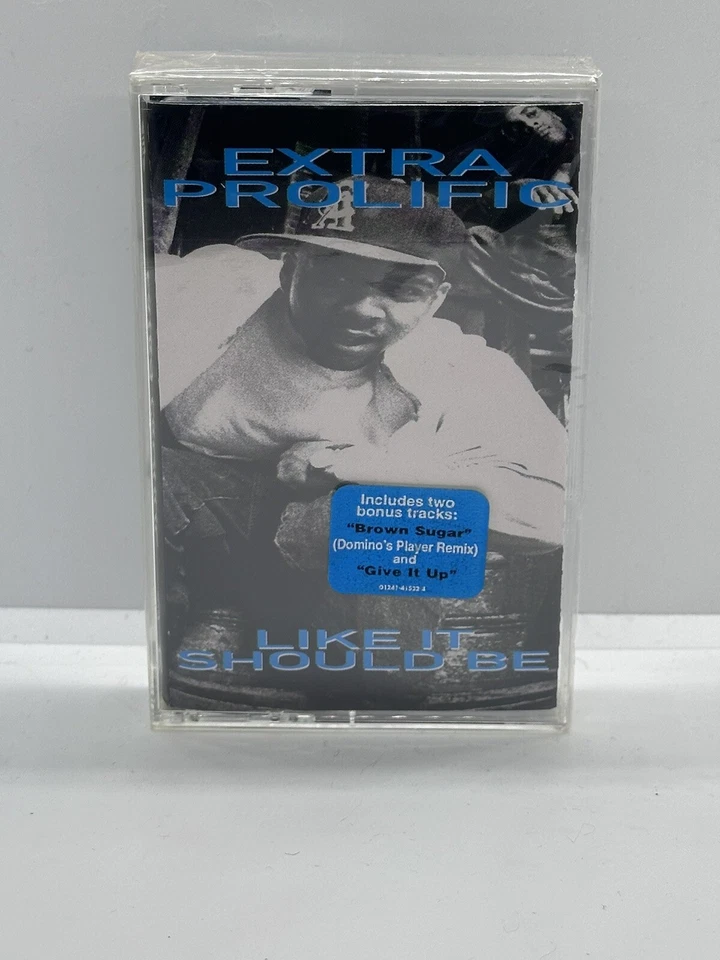 EXTRA
PROLIFIC
A
Includes two
bonus tracks:
"Brown Sugar"
(Domino's Player Remix)
and
"Give It Up"
LIKE IT
SHOULD BE